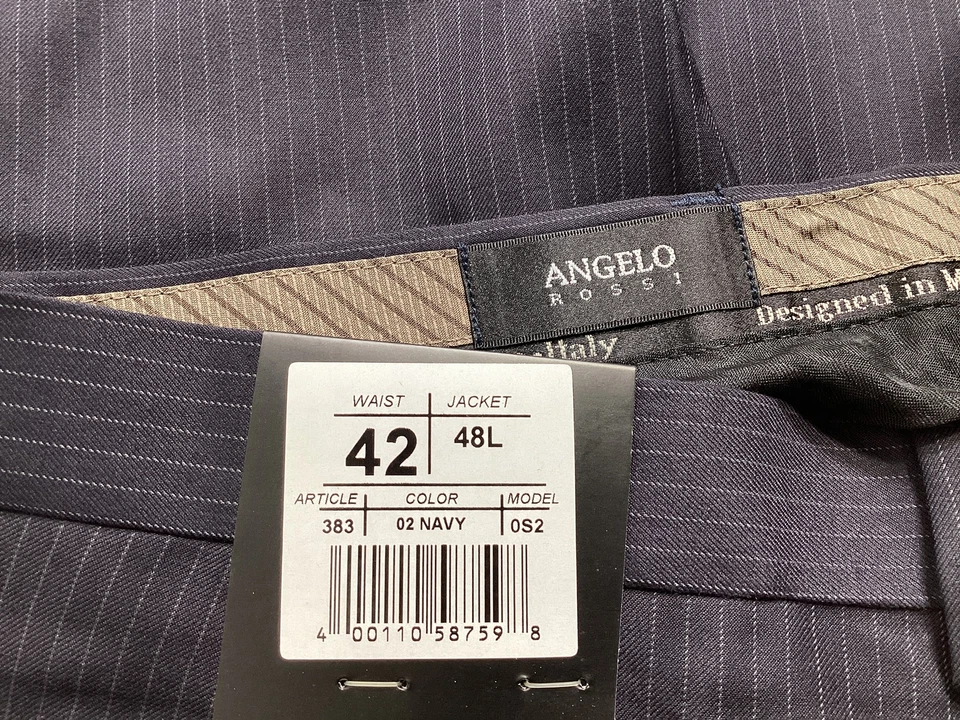 ANGELO
ROSSI
Designed in
Italy
WAIST JACKET
42 48L
ARTICLE COLOR MODEL
383 02 NAVY 0S2
4 00110 58759 8